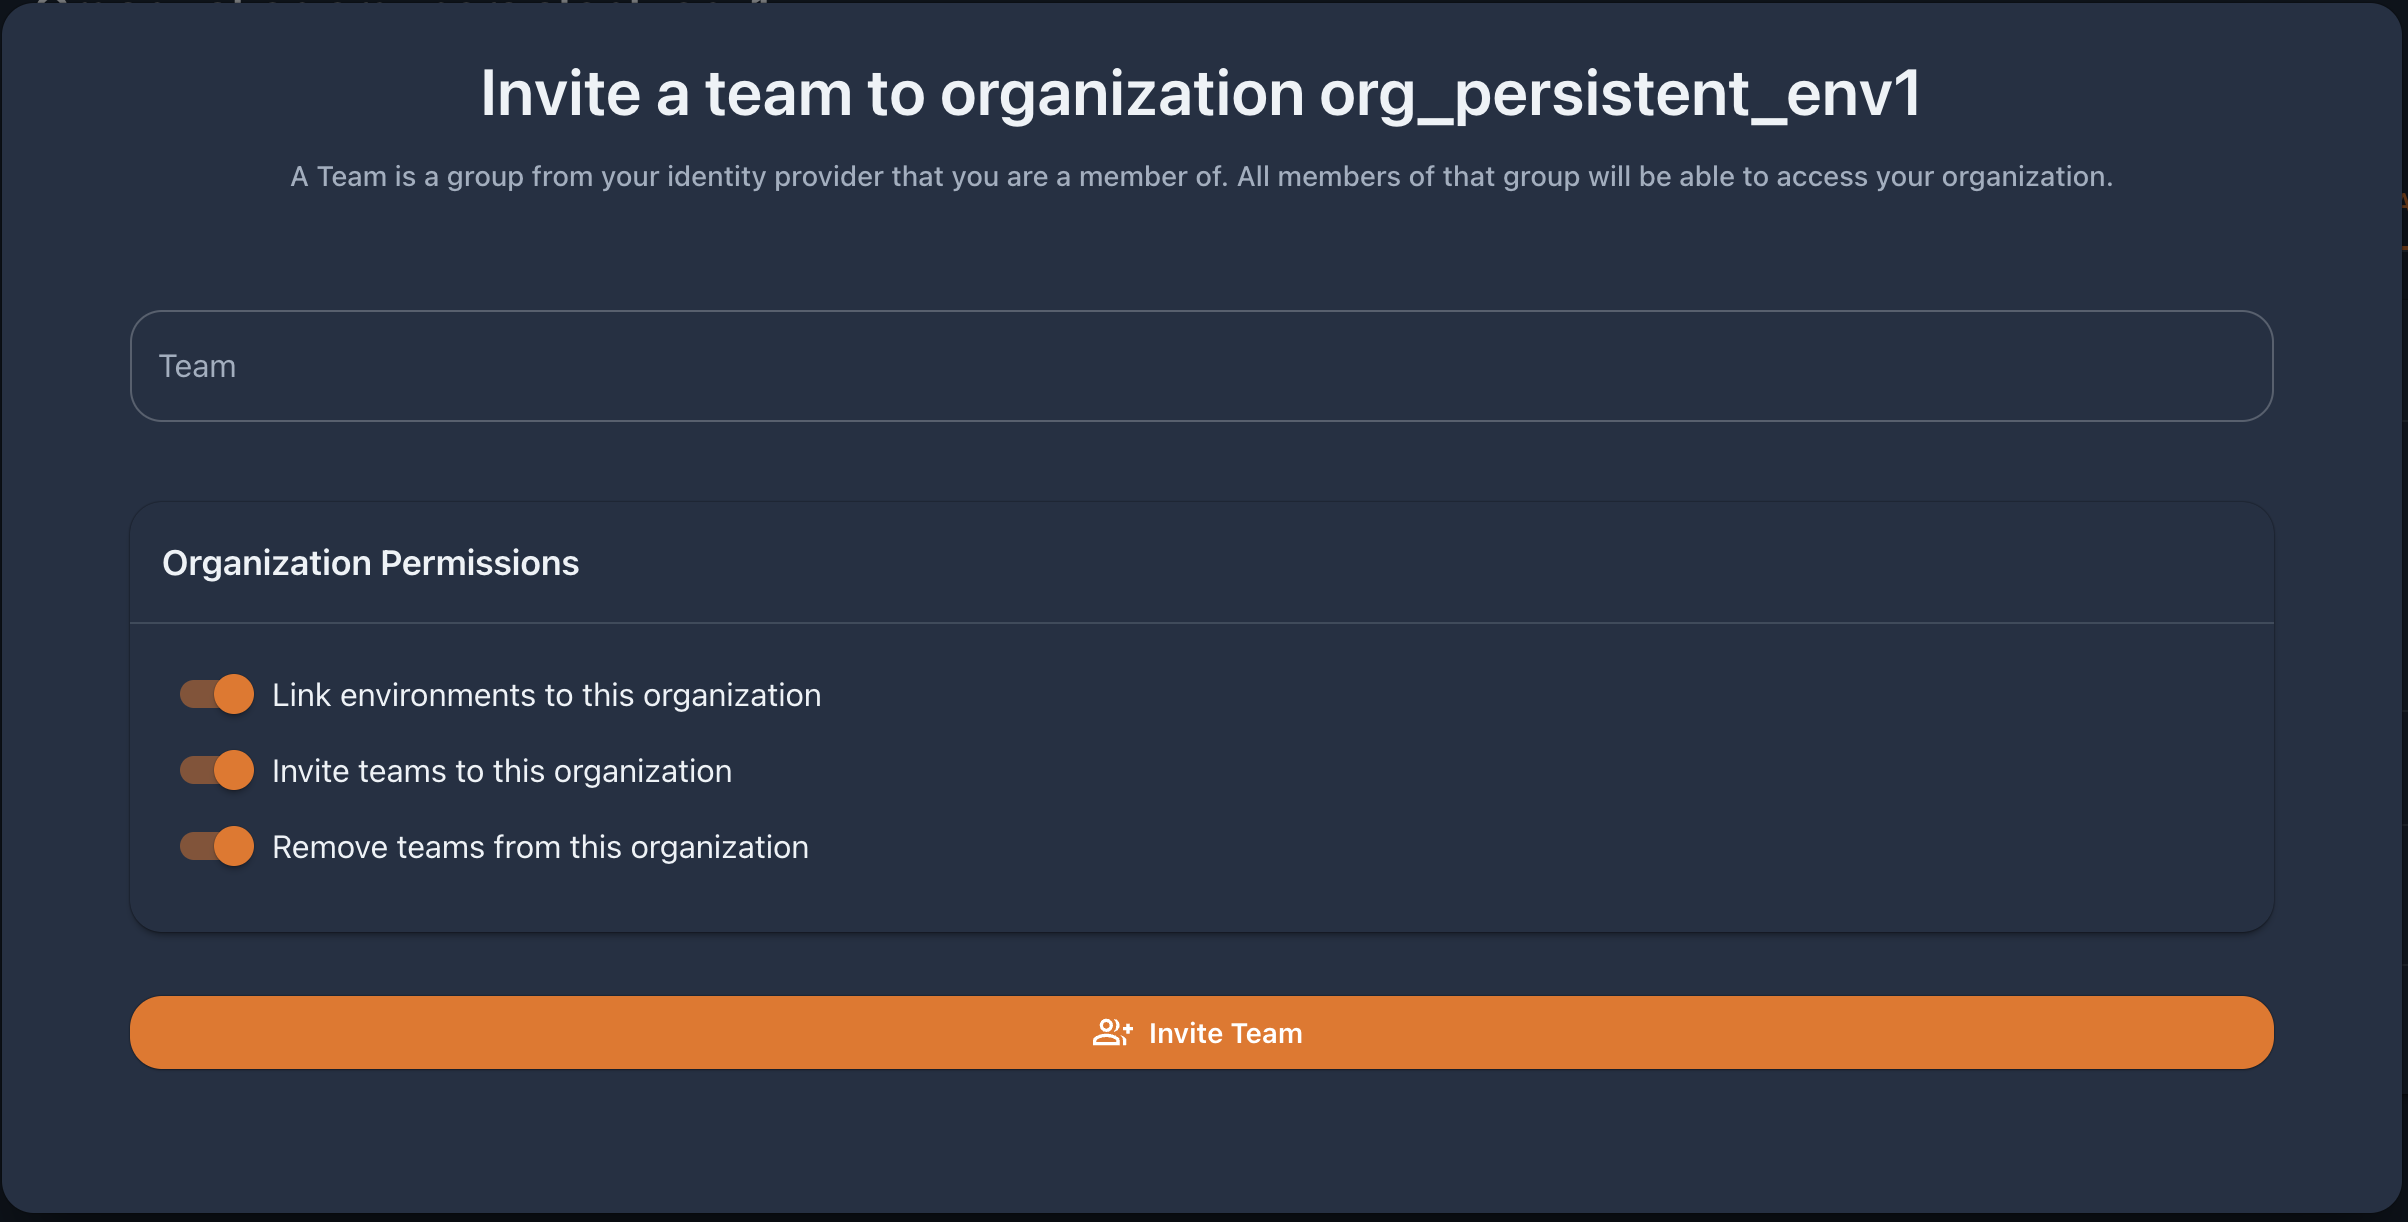 Invite a team to organization org_persistent_env1
A Team is a group from your identity provider that you are a member of. All members of that group will be able to access your organization.
Team
Organization Permissions
Link environments to this organization
Invite teams to this organization
Remove teams from this organization
Invite Team